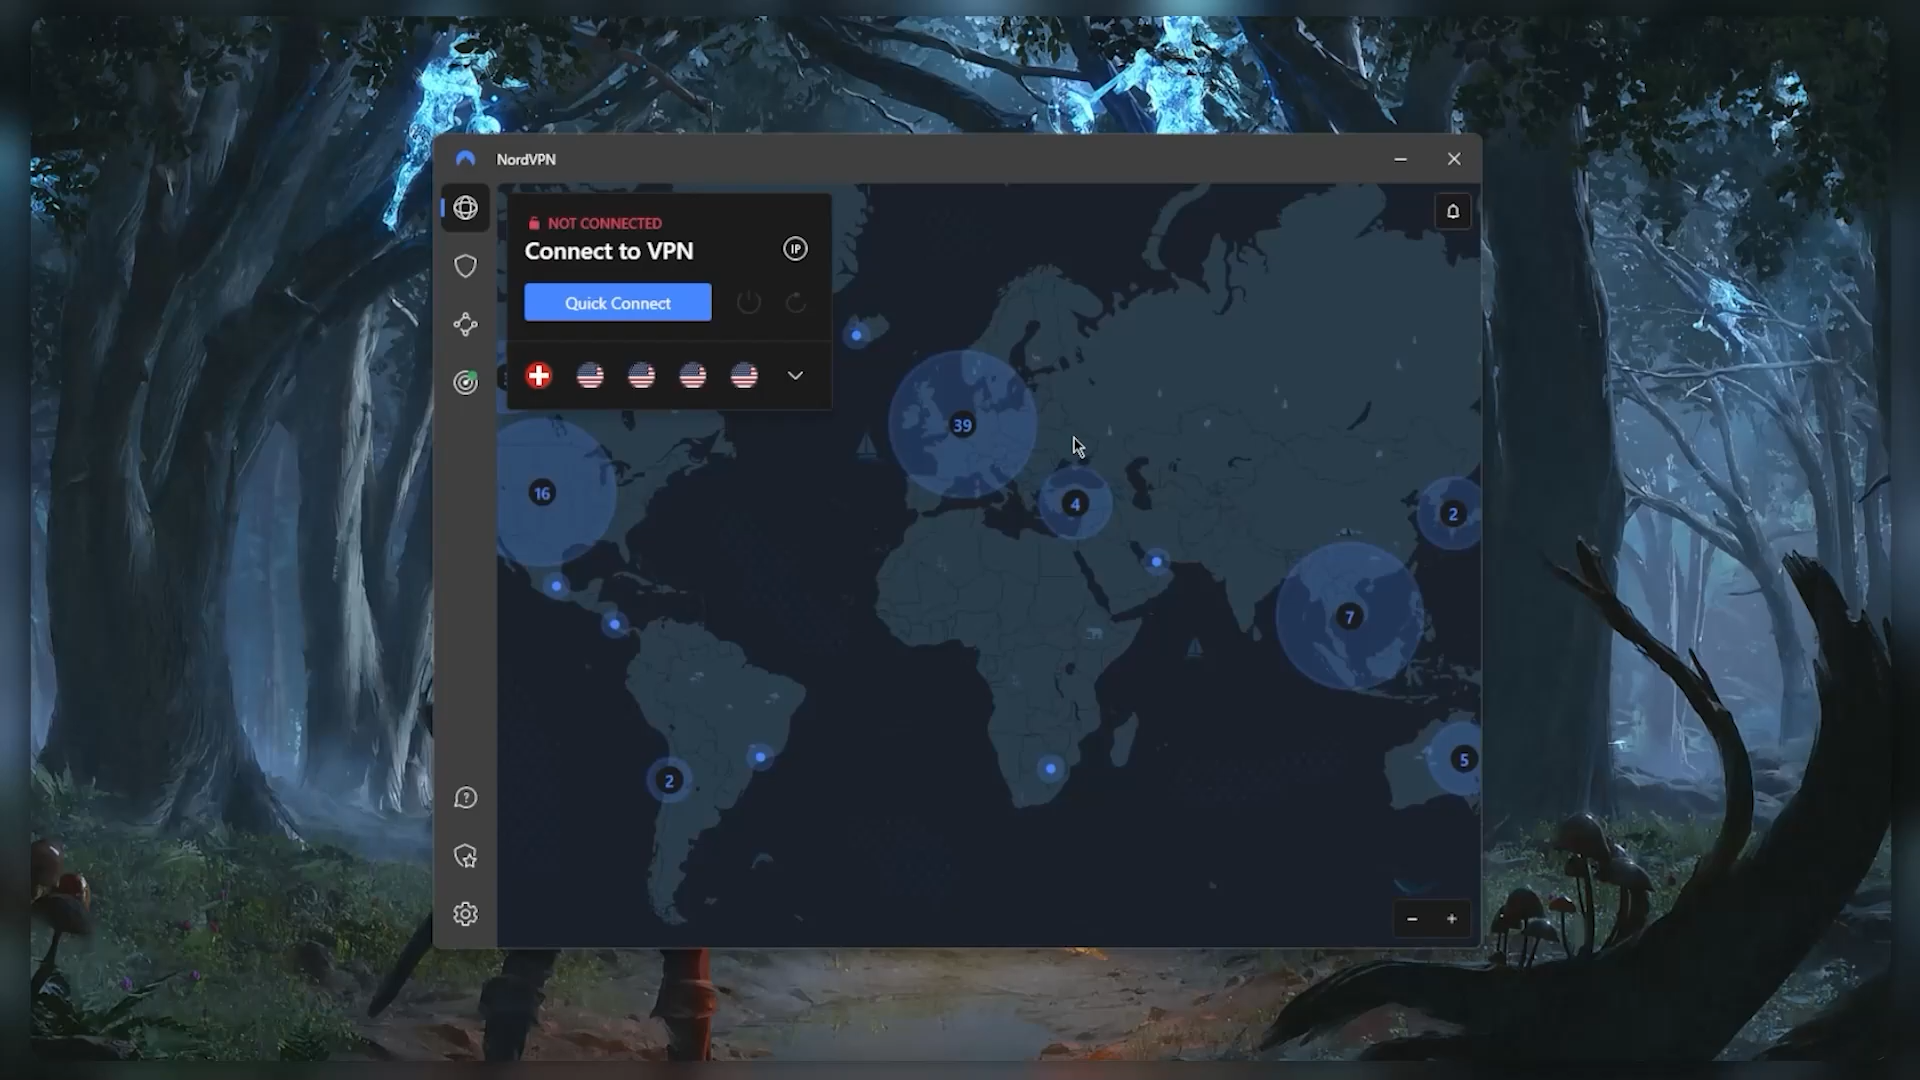 NordVPN
NOT CONNECTED
Connect to VPN
IP
Quick Connect
39
16
4
2
7
2
5